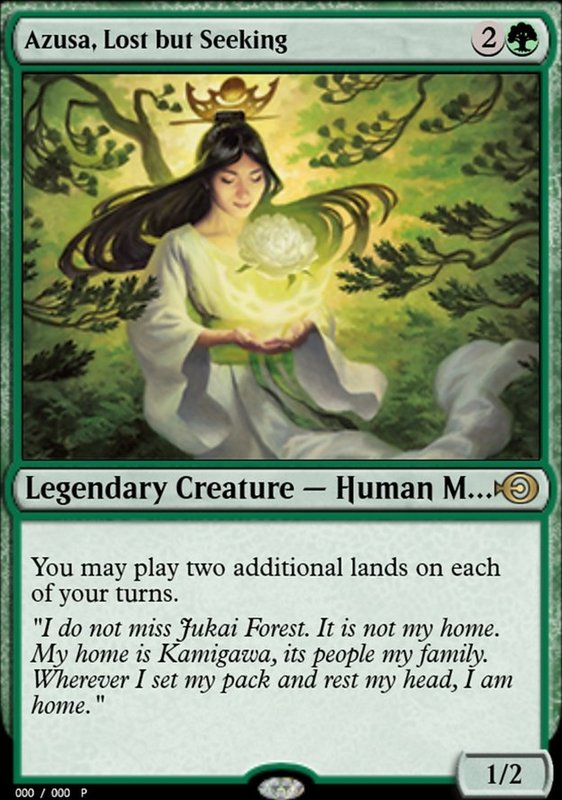 Azusa, Lost but Seeking
2
Legendary Creature — Human M...
You may play two additional lands on each
of your turns.
"I do not miss Jukai Forest. It is not my home.
My home is Kamigawa, its people my family.
Wherever I set my pack and rest my head, I am
home."
1/2
000 / 000 P